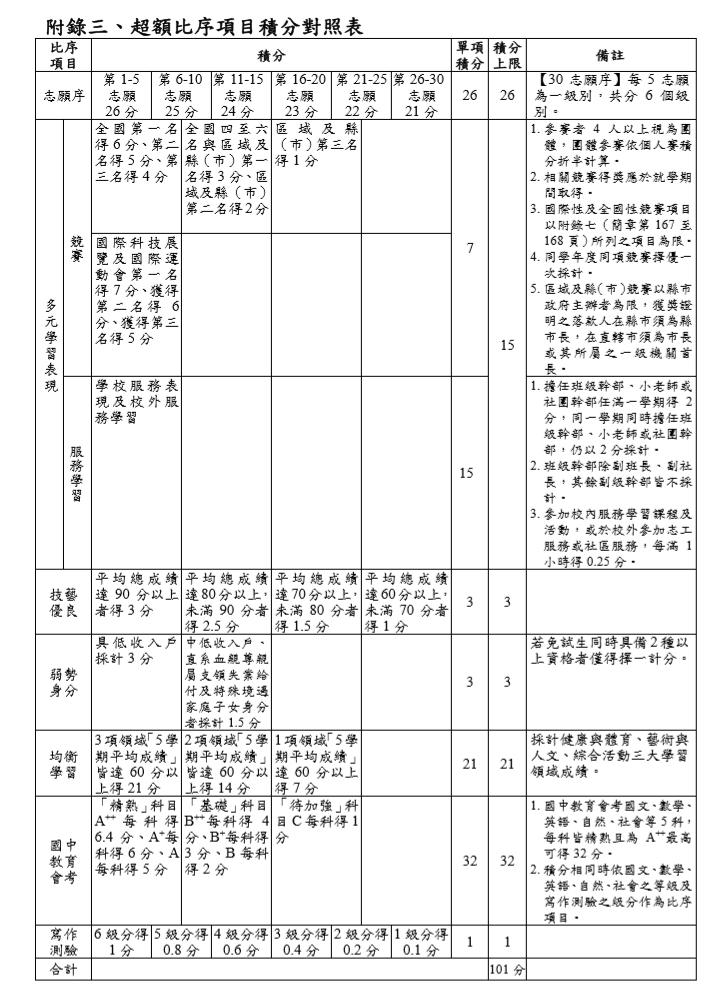 附錄三、超額比序項目積分對照表
比序
項目
積分
單項
積分
積分
上限
備註
志願序
第 1-5
志願
26 分
第 6-10
志願
25 分
第 11-15
志願
24 分
第 16-20
志願
23 分
第 21-25
志願
22 分
第 26-30
志願
21 分
26
26
【30 志願序】每 5 志願
為一級別，共分 6 個級
別。
多元學習表現
競賽
全國第一名
得 6 分、第二
名得 5 分、第
三名得 4 分
全國四至六
名與區域及
縣（市）第一
名得 3 分、區
域及縣（市）
第二名得 2 分
區域及縣
（市）第三名
得 1 分
國際科技展
覽及國際運
動會第一名
得 7 分、獲得
第二名得 6
分、獲得第三
名得 5 分
7
15
1. 參賽者 4 人以上視為團
體，團體參賽依個人賽積
分折半計算。
2. 相關競賽得獎應於就學期
間取得。
3. 國際性及全國性競賽項目
以附錄七（簡章第 167 至
168 頁）所列之項目為限。
4. 同學年度同項競賽擇優一
次採計。
5. 區域及縣(市)競賽以縣市
政府主辦者為限，獲獎證
明之落款人在縣市須為縣
市長，在直轄市須為市長
或其所屬之一級機關首
長。
服務學習
學校服務表
現及校外服
務學習
15
1. 擔任班級幹部、小老師或
社團幹部任滿一學期得 2
分，同一學期同時擔任班
級幹部、小老師或社團幹
部，仍以 2 分採計。
2. 班級幹部除副班長、副社
長，其餘副級幹部皆不採
計。
3. 參加校內服務學習課程及
活動，或於校外參加志工
服務或社區服務，每滿 1
小時得 0.25 分。
技藝
優良
平均總成績
達 90 分以上
者得 3 分
平均總成績
達80分以上，
未滿 90 分者
得 2.5 分
平均總成績
達70分以上，
未滿 80 分者
得 1.5 分
平均總成績
達60分以上，
未滿 70 分者
得 1 分
3
3
弱勢
身分
具低收入戶
採計 3 分
中低收入戶、
直系血親尊親
屬支領失業給
付及特殊境遇
家庭子女身分
者採計 1.5 分
3
3
若免試生同時具備 2 種以
上資格者僅得擇一計分。
均衡
學習
3 項領域「5 學
期平均成績」
皆達 60 分以
上得 21 分
2 項領域「5 學
期平均成績」
皆達 60 分以
上得 14 分
1 項領域「5 學
期平均成績」
達 60 分以上
得 7 分
21
21
採計健康與體育、藝術與
人文、綜合活動三大學習
領域成績。
國中
教育
會考
「精熟」科目
A⁺⁺ 每科得
6.4 分、A⁺每
科得 6 分、A
每科得 5 分
「基礎」科目
B⁺⁺每科得 4
分、B⁺每科得
3 分、B 每科
得 2 分
「待加強」科
目 C 每科得 1
分
32
32
1. 國中教育會考國文、數學、
英語、自然、社會等 5 科，
每科皆精熟且為 A⁺⁺最高
可得 32 分。
2. 積分相同時依國文、數學、
英語、自然、社會之等級及
寫作測驗之級分作為比序
項目。
寫作
測驗
6 級分得
1 分
5 級分得
0.8 分
4 級分得
0.6 分
3 級分得
0.4 分
2 級分得
0.2 分
1 級分得
0.1 分
1
1
合計
101 分